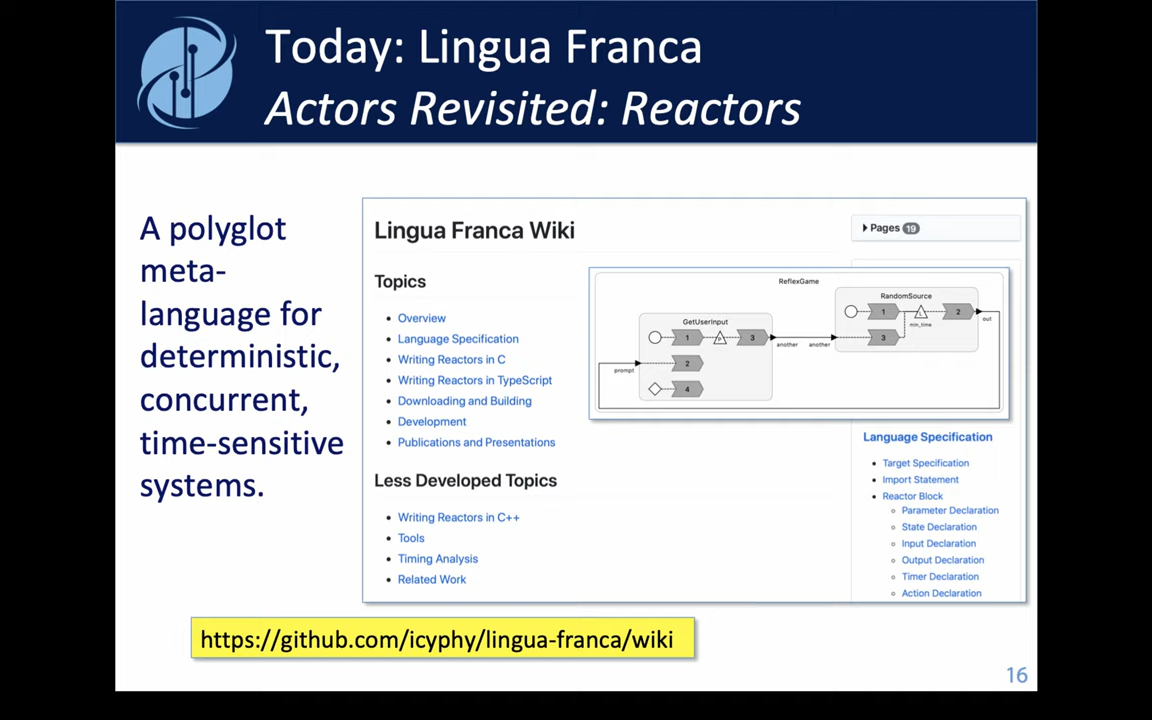 Today: Lingua Franca
Actors Revisited: Reactors
A polyglot
meta-
language for
deterministic,
concurrent,
time-sensitive
systems.
Lingua Franca Wiki
Topics
Overview
Language Specification
Writing Reactors in C
Writing Reactors in TypeScript
Downloading and Building
Development
Publications and Presentations
Less Developed Topics
Writing Reactors in C++
Tools
Timing Analysis
Related Work
Pages 19
ReflexGame
GetUserInput
1
P
3
2
4
prompt
another
another
RandomSource
1
L
min_time
2
3
out
Language Specification
Target Specification
Import Statement
Reactor Block
Parameter Declaration
State Declaration
Input Declaration
Output Declaration
Timer Declaration
Action Declaration
https://github.com/icyphy/lingua-franca/wiki
16